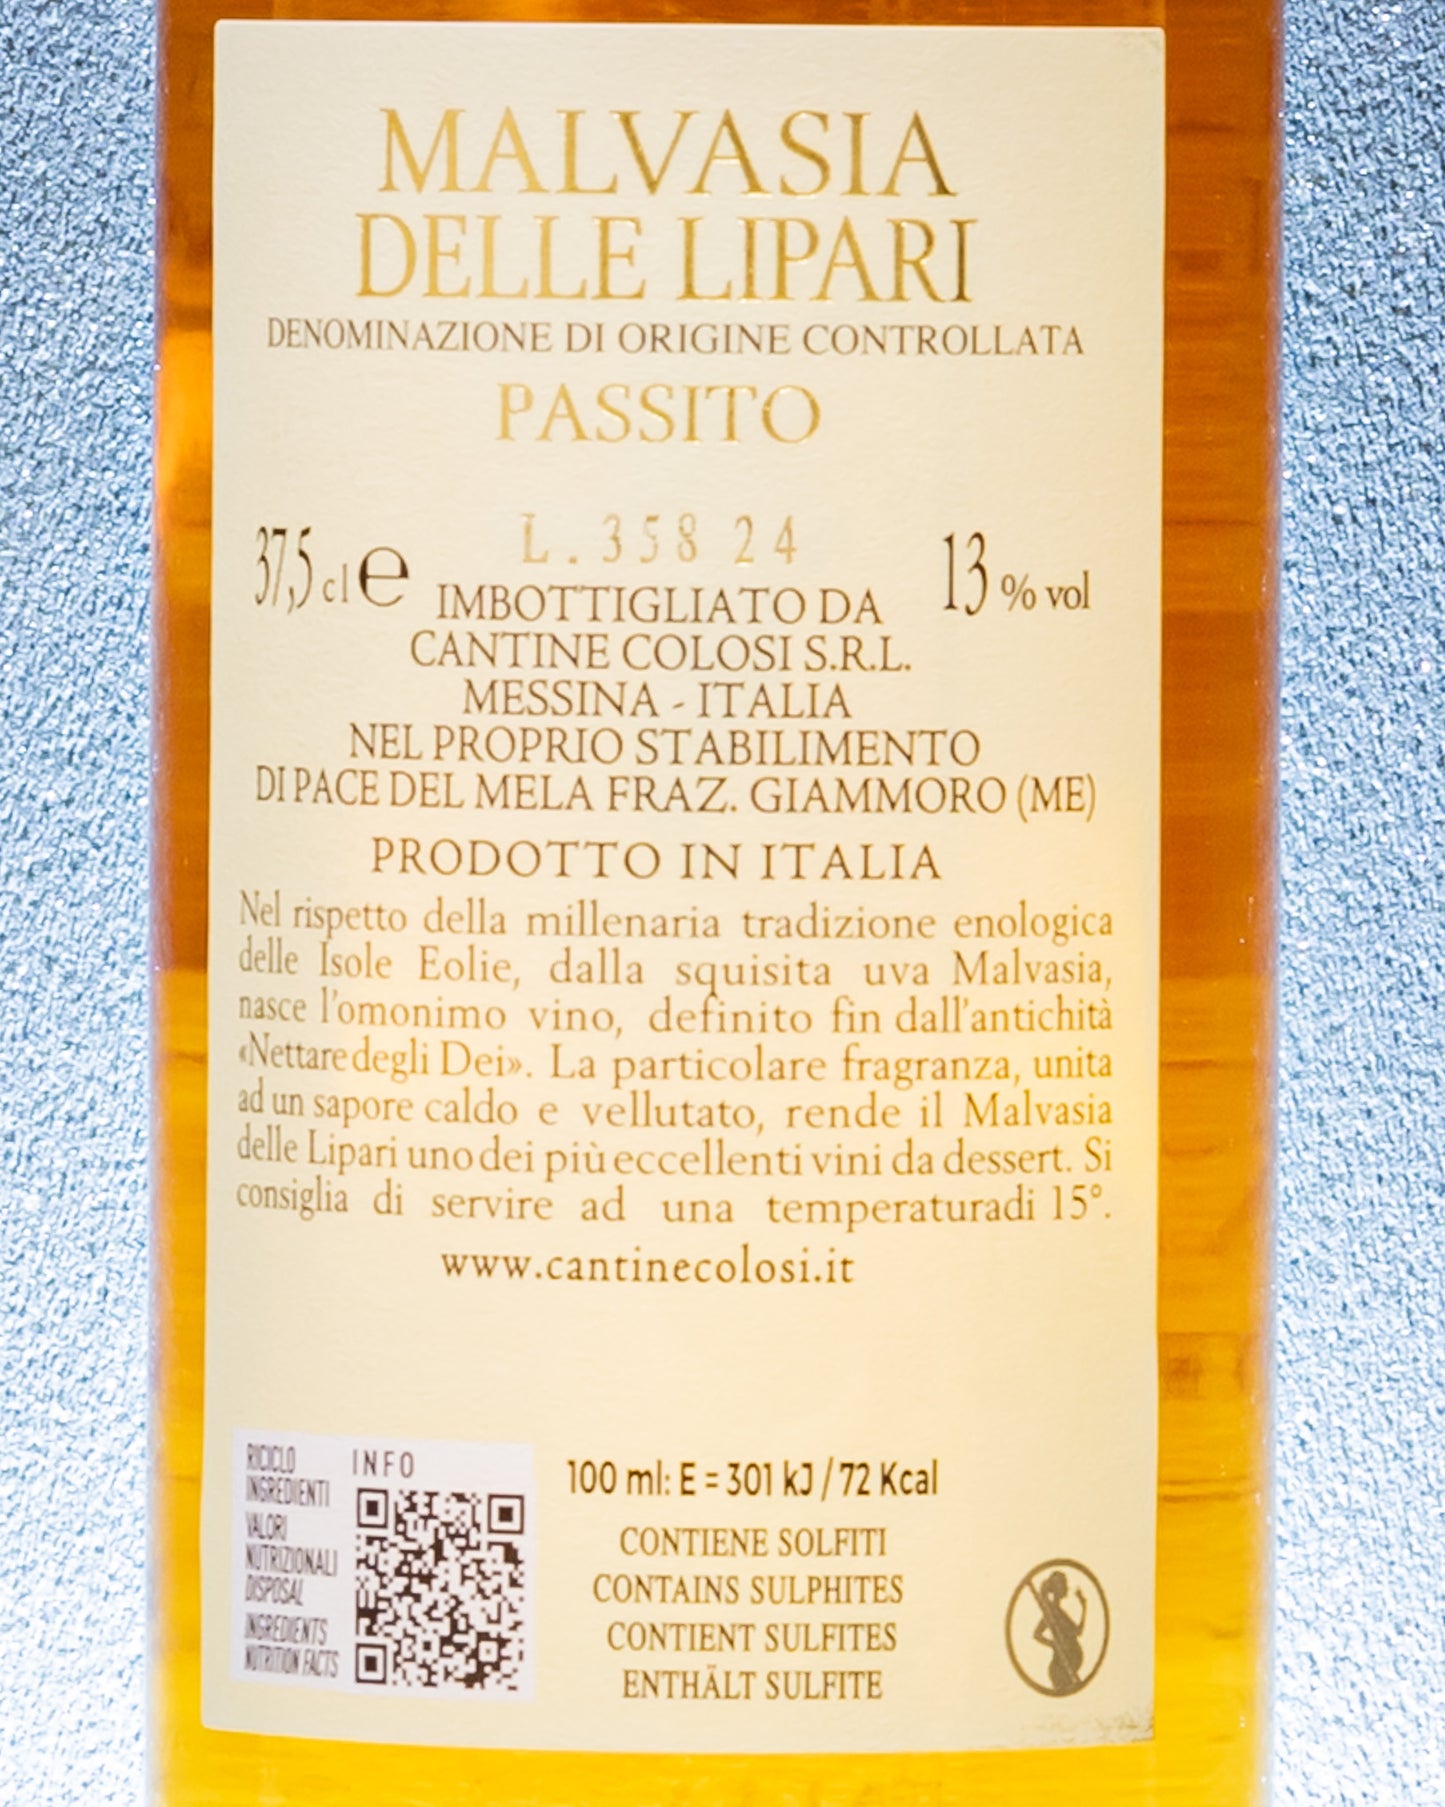 MALVASIA
DELLE LIPARI
DENOMINAZIONE DI ORIGINE CONTROLLATA
PASSITO
L. 358 24
37,5 cl e
13 % vol
IMBOTTIGLIATO DA
CANTINE COLOSI S.R.L.
MESSINA - ITALIA
NEL PROPRIO STABILIMENTO
DI PACE DEL MELA FRAZ. GIAMMORO (ME)
PRODOTTO IN ITALIA
Nel rispetto della millenaria tradizione enologica
delle Isole Eolie, dalla squisita uva Malvasia,
nasce l'omonimo vino, definito fin dall'antichità
«Nettare degli Dei». La particolare fragranza, unita
ad un sapore caldo e vellutato, rende il Malvasia
delle Lipari uno dei più eccellenti vini da dessert. Si
consiglia di servire ad una temperaturadi 15°.
www.cantinecolosi.it
RICICLO
INGREDIENTI
VALORI
NUTRIZIONALI
DISPOSAL
INGREDIENTS
NUTRITION FACTS
INFO
100 ml: E = 301 kJ / 72 Kcal
CONTIENE SOLFITI
CONTAINS SULPHITES
CONTIENT SULFITES
ENTHÄLT SULFITE